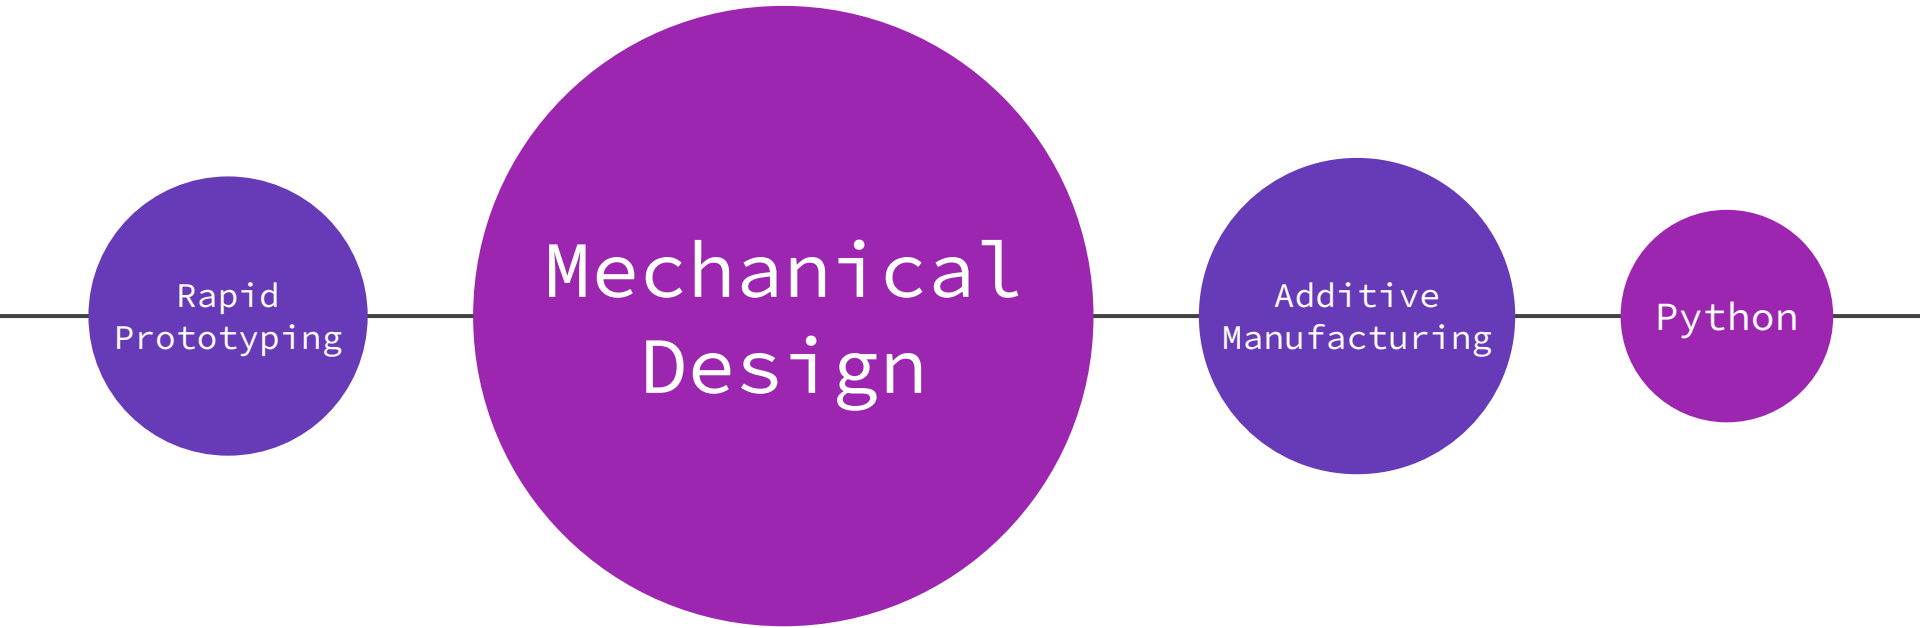 Rapid
Prototyping
Mechanical
Design
Additive
Manufacturing
Python